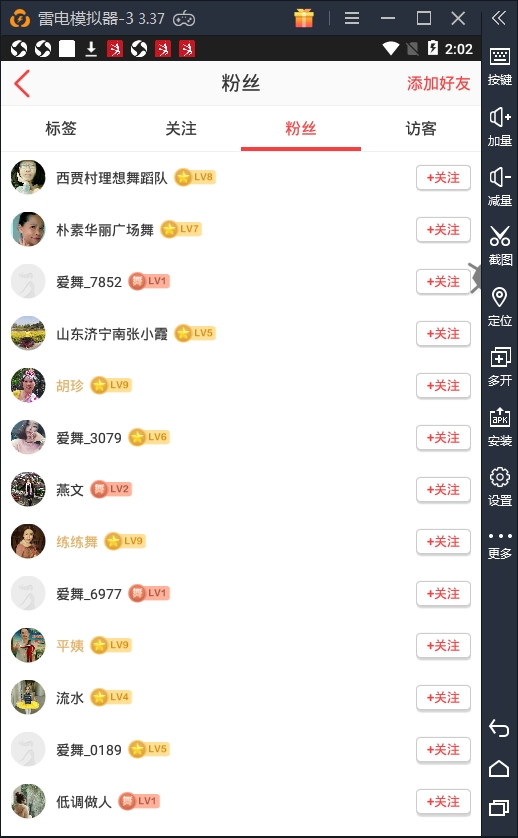 雷电模拟器-3 3.37
2:02
粉丝 添加好友
标签 关注 粉丝 访客
西贾村理想舞蹈队 LV8 +关注
朴素华丽广场舞 LV7 +关注
爱舞_7852 舞 LV1 +关注
山东济宁南张小霞 LV5 +关注
胡珍 LV9 +关注
爱舞_3079 LV6 +关注
燕文 舞 LV2 +关注
练练舞 LV9 +关注
爱舞_6977 舞 LV1 +关注
平姨 LV9 +关注
流水 LV4 +关注
爱舞_0189 LV5 +关注
低调做人 舞 LV1 +关注
按键
加量
减量
截图
定位
多开
APK
安装
设置
更多